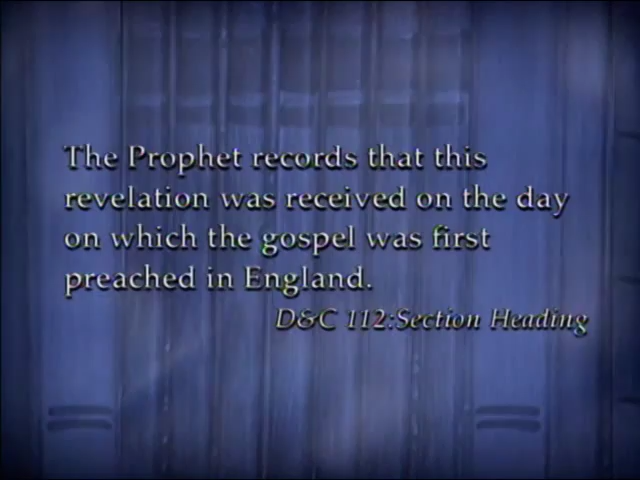 The Prophet records that this
revelation was received on the day
on which the gospel was first
preached in England.
D&C 112:Section Heading